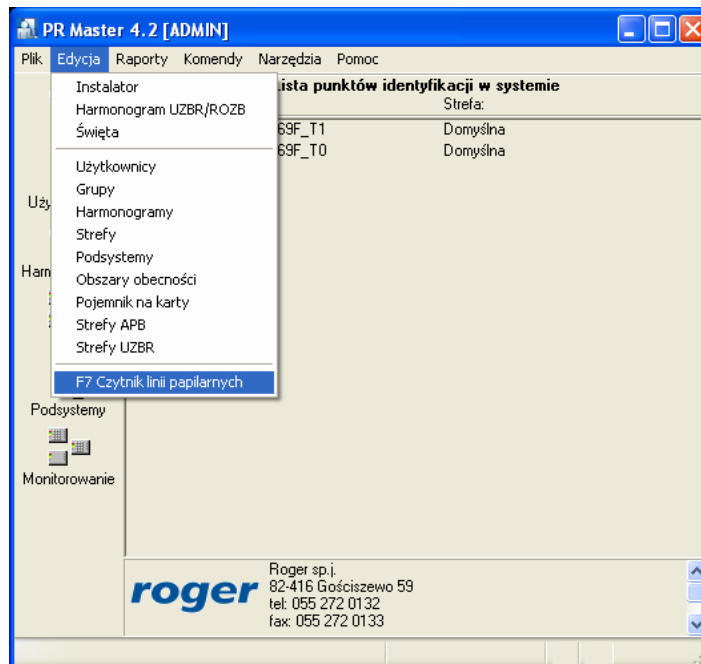 PR Master 4.2 [ADMIN]
Plik Edycja Raporty Komendy Narzędzia Pomoc
Instalator
Harmonogram UZBR/ROZB
Święta
Użytkownicy
Grupy
Harmonogramy
Strefy
Podsystemy
Obszary obecności
Pojemnik na karty
Strefy APB
Strefy UZBR
F7 Czytnik linii papilarnych
ista punktów identyfikacji w systemie
Strefa:
69F_T1 Domyślna
69F_T0 Domyślna
Uży
Harm
Podsystemy
Monitorowanie
roger
Roger sp.j.
82-416 Gościszewo 59
tel: 055 272 0132
fax: 055 272 0133